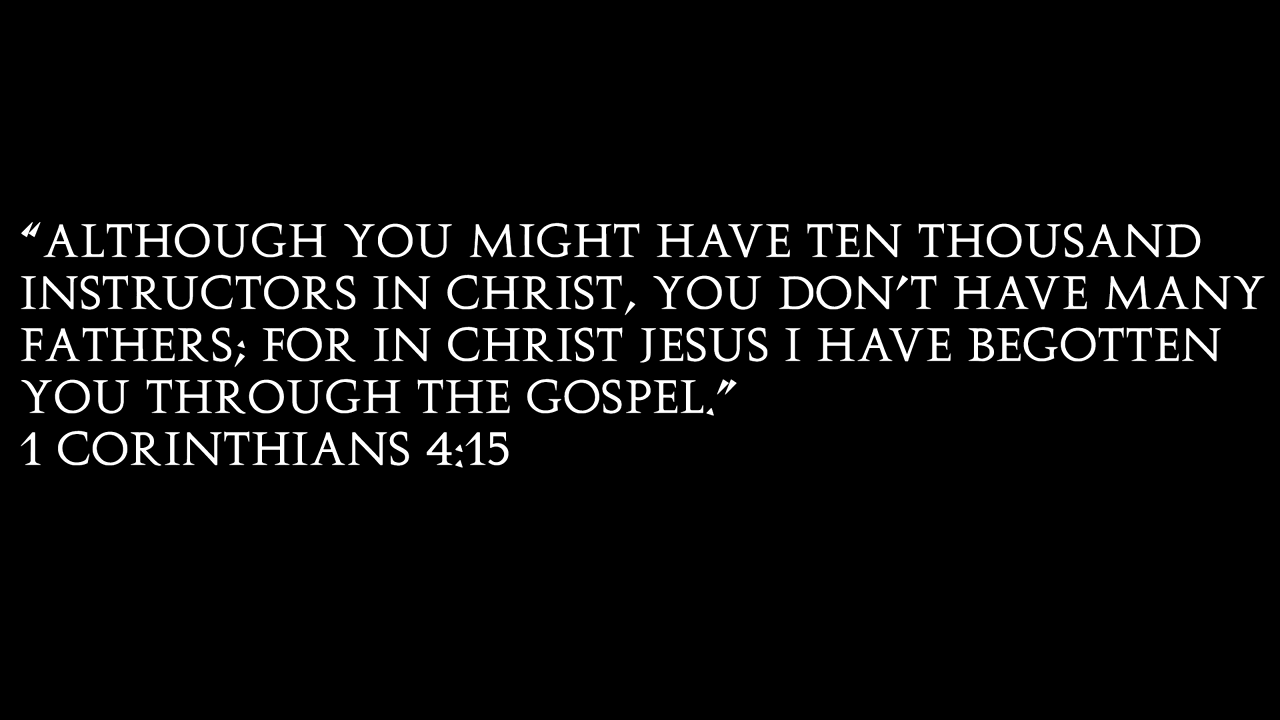 “ALTHOUGH YOU MIGHT HAVE TEN THOUSAND
INSTRUCTORS IN CHRIST, YOU DON’T HAVE MANY
FATHERS; FOR IN CHRIST JESUS I HAVE BEGOTTEN
YOU THROUGH THE GOSPEL.”
1 CORINTHIANS 4:15